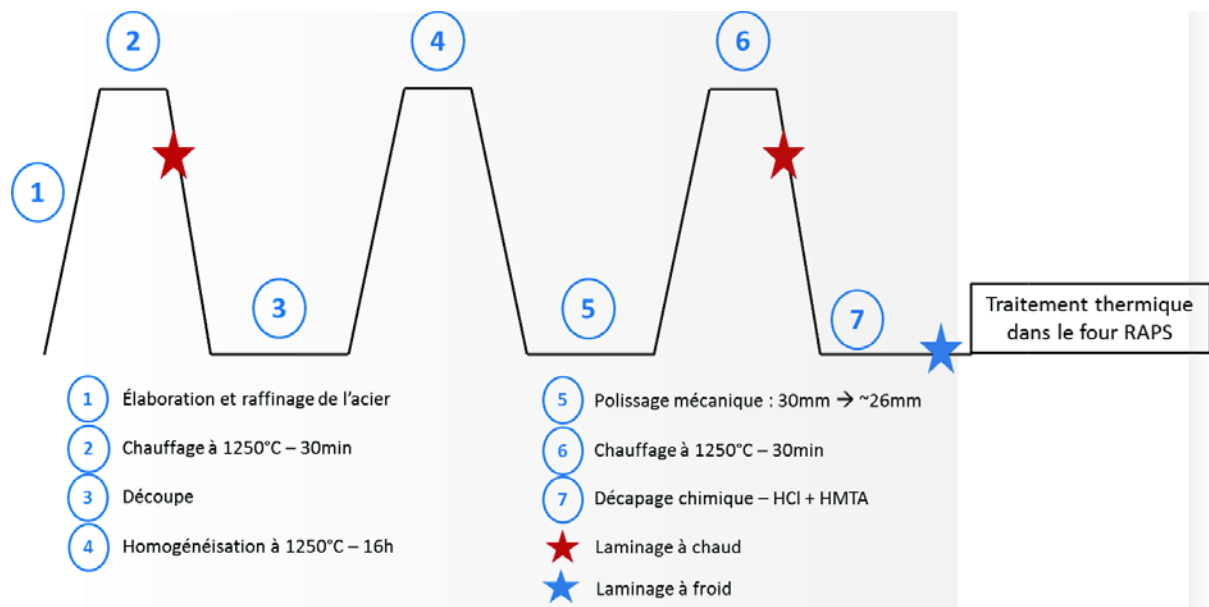 2
4
6
1
3
5
7
Traitement thermique
dans le four RAPS
1 Élaboration et raffinage de l'acier
2 Chauffage à 1250°C – 30min
3 Découpe
4 Homogénéisation à 1250°C – 16h
5 Polissage mécanique : 30mm → ~26mm
6 Chauffage à 1250°C – 30min
7 Décapage chimique – HCl + HMTA
Laminage à chaud
Laminage à froid